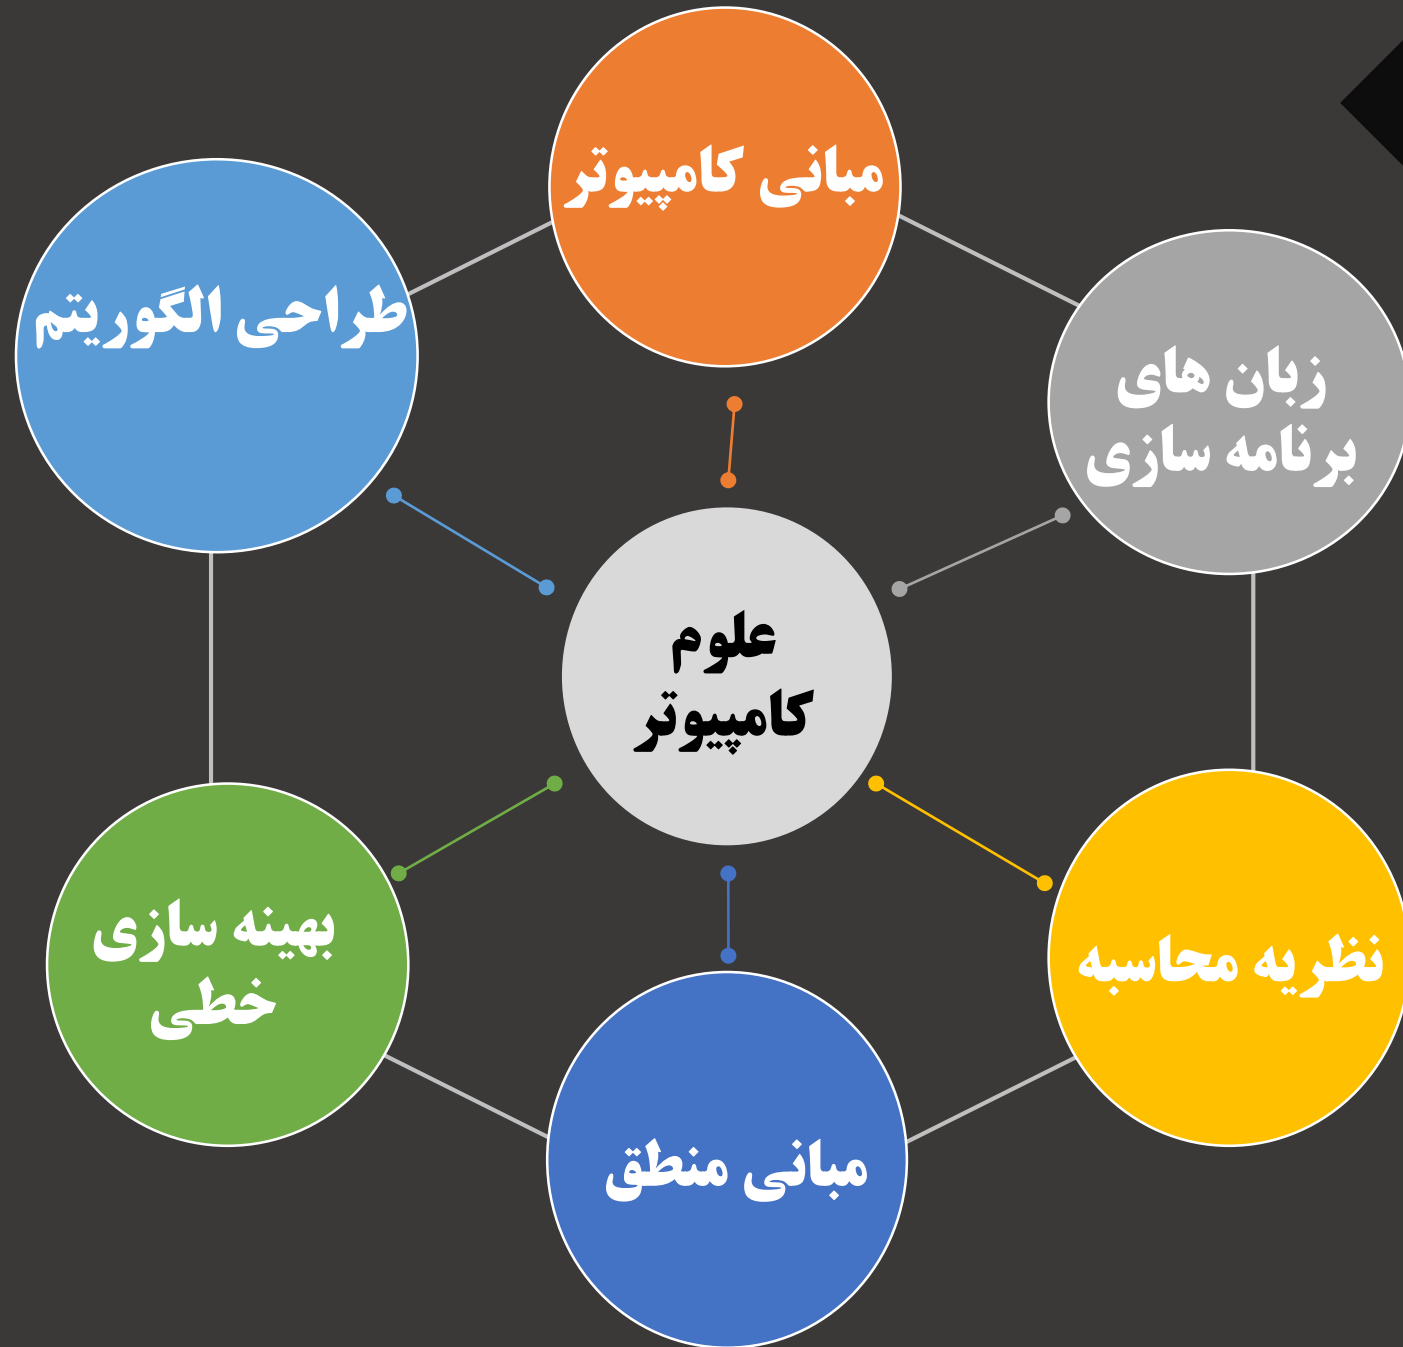 مبانی کامپیوتر
طراحی الگوریتم
زبان های
برنامه سازی
علوم
کامپیوتر
بهینه سازی
خطی
نظریه محاسبه
مبانی منطق